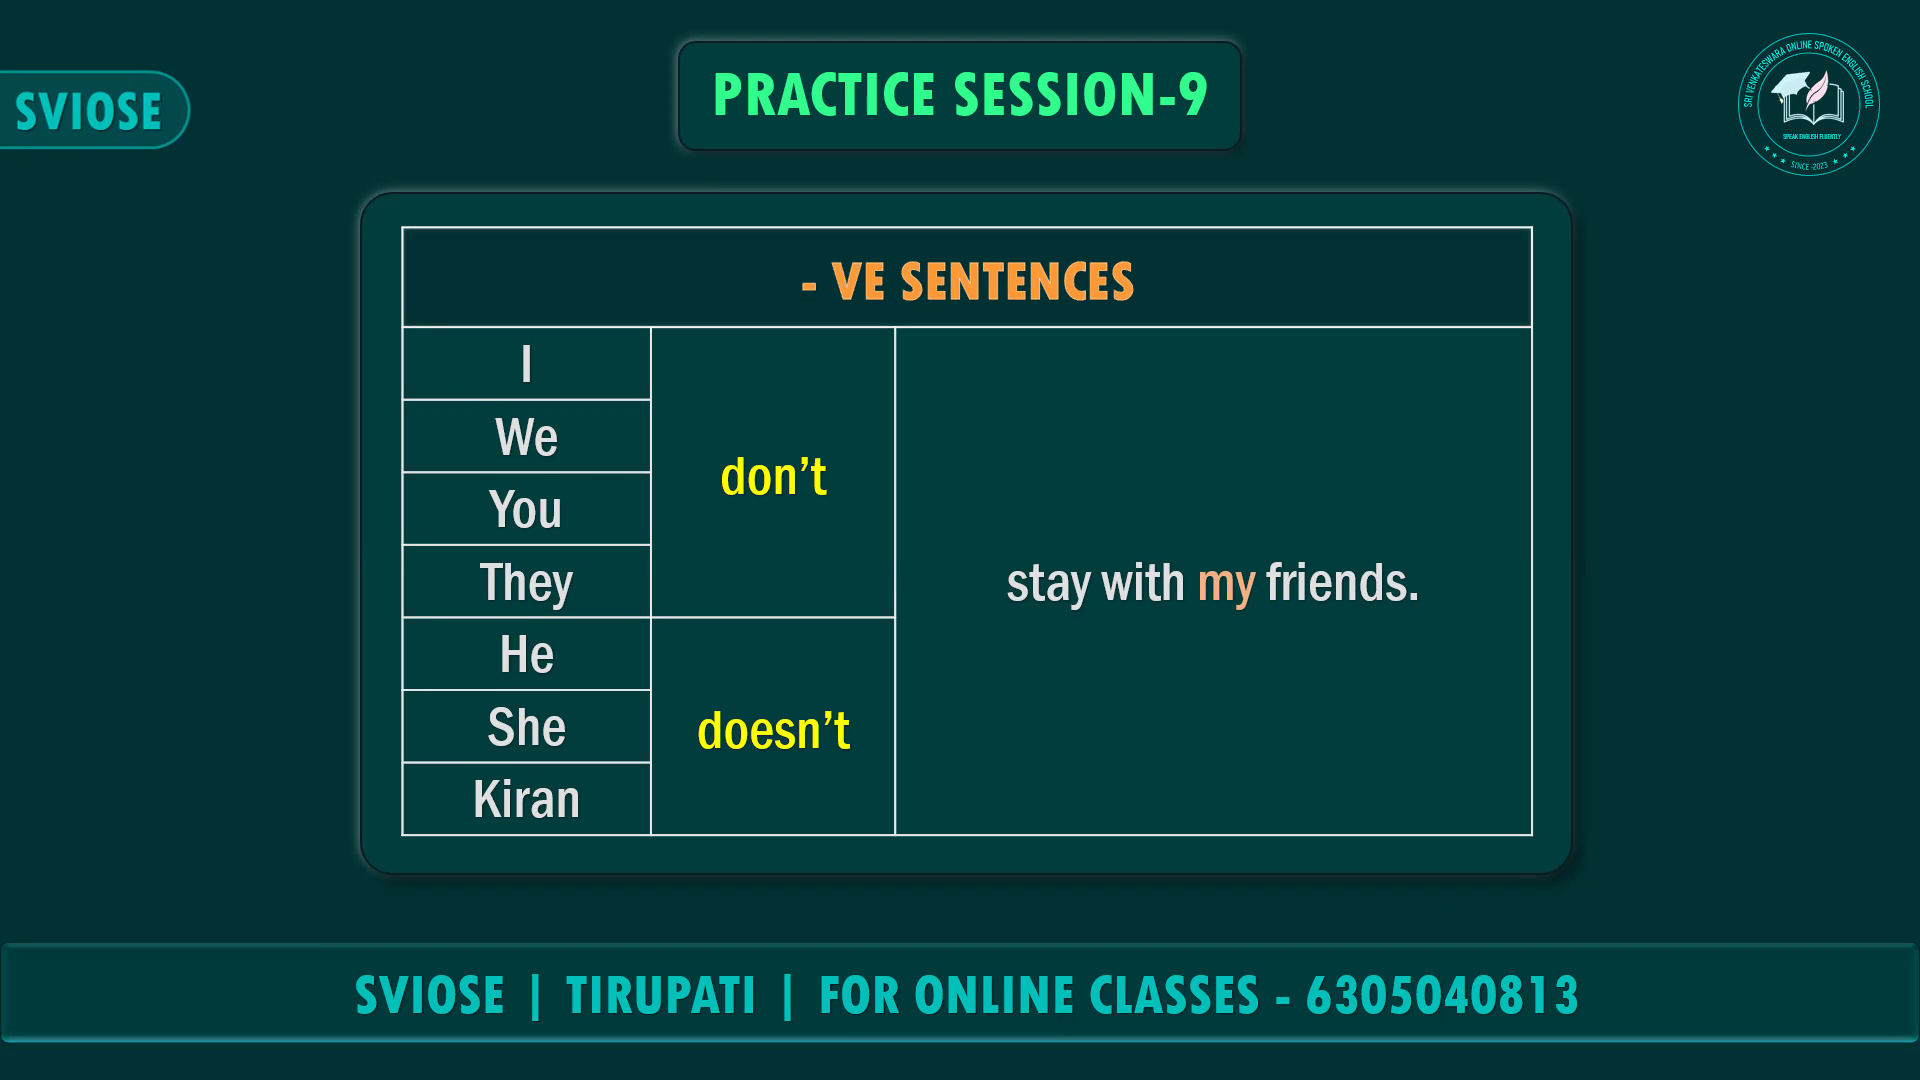 PRACTICE SESSION-9
SVIOSE
SRI VENKATESWARA ONLINE SPOKEN ENGLISH SCHOOL
SPEAK ENGLISH FLUENTLY
SINCE -2023
- VE SENTENCES
I
We
You
They
He
She
Kiran
don’t
doesn’t
stay with my friends.
SVIOSE | TIRUPATI | FOR ONLINE CLASSES - 6305040813